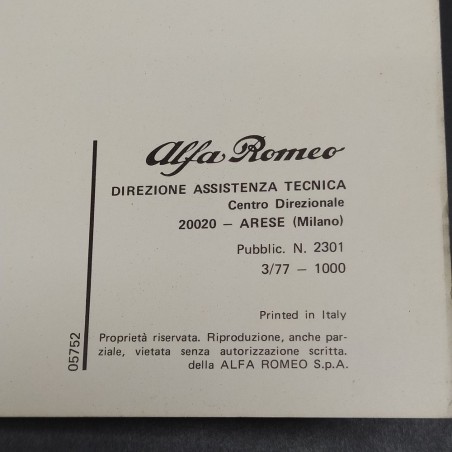 Alfa Romeo
DIREZIONE ASSISTENZA TECNICA
Centro Direzionale
20020 — ARESE (Milano)
Pubblic. N. 2301
3/77 — 1000
Printed in Italy
Proprietà riservata. Riproduzione, anche par-
ziale, vietata senza autorizzazione scritta.
della ALFA ROMEO S.p.A.
05752